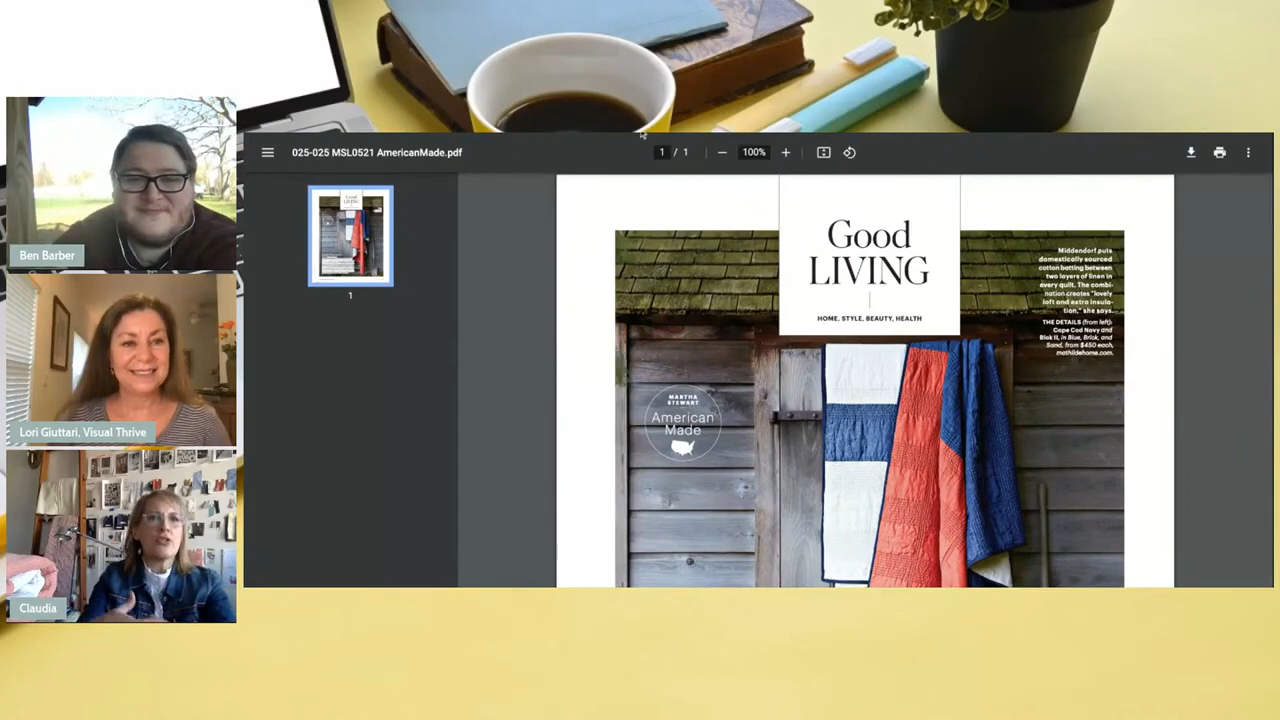 025-025 MSL0521 AmericanMade.pdf
1 / 1
100%
1
Good
LIVING
HOME, STYLE, BEAUTY, HEALTH
Middendorf puts
domestically sourced
cotton batting between
two layers of linen in
every quilt. The combi-
nation creates "lovely
loft and extra insula-
tion," she says.
THE DETAILS (from left):
Cape Cod Navy and
Blok II, in Blue, Brick, and
Sand, from $450 each,
mathildehome.com.
MARTHA
STEWART
American
Made
Ben Barber
Lori Giuttari, Visual Thrive
Claudia